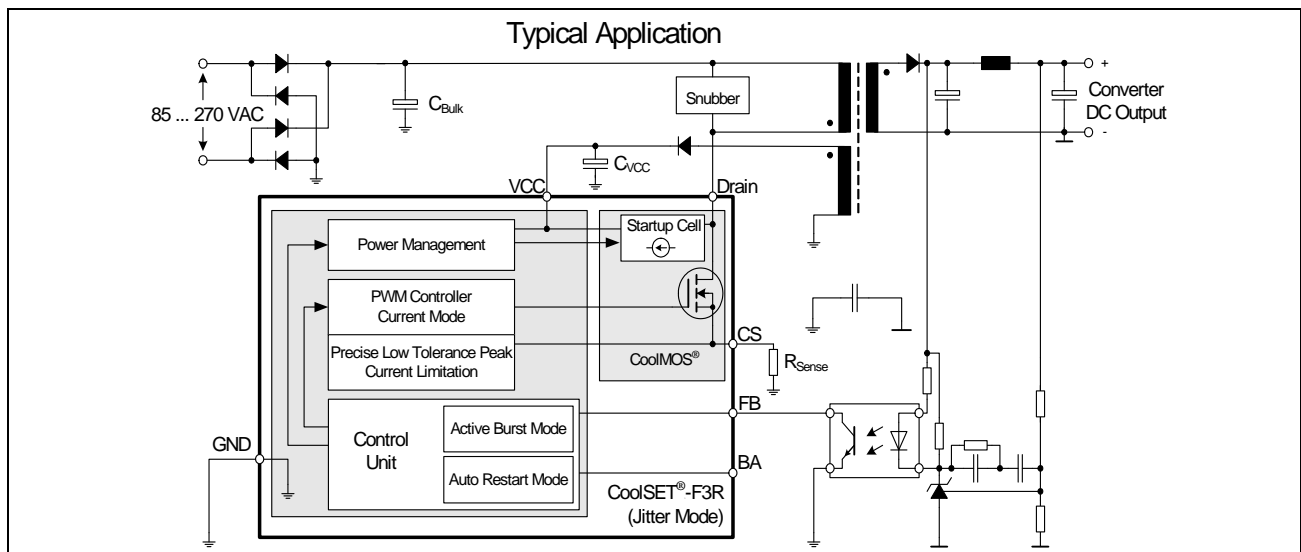 Typical Application
85 ... 270 VAC
CBulk
Snubber
+
Converter
DC Output
-
CVCC
VCC
Drain
Power Management
Startup Cell
PWM Controller
Current Mode
Precise Low Tolerance Peak
Current Limitation
CoolMOS®
CS
RSense
FB
GND
Control
Unit
Active Burst Mode
Auto Restart Mode
BA
CoolSET®-F3R
(Jitter Mode)